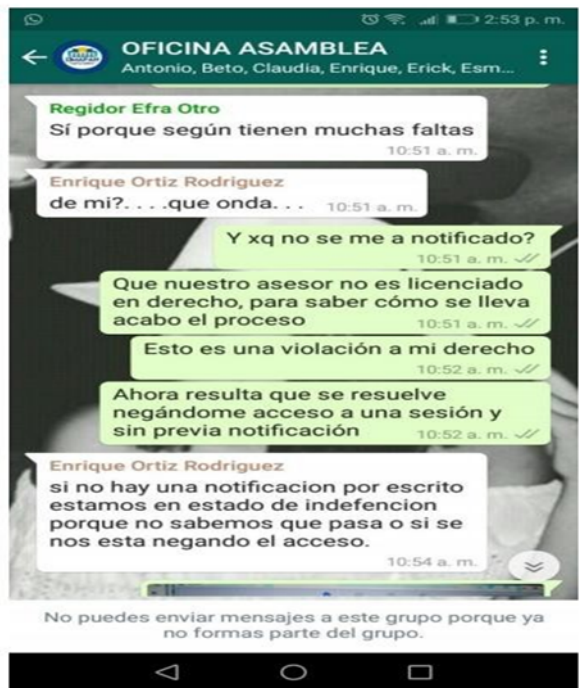 2:53 p. m.
OFICINA ASAMBLEA
Antonio, Beto, Claudia, Enrique, Erick, Esm...
Regidor Efra Otro
Sí porque según tienen muchas faltas
10:51 a. m.
Enrique Ortiz Rodriguez
de mi?. . . .que onda. . . 10:51 a. m.
Y xq no se me a notificado?
10:51 a. m.
Que nuestro asesor no es licenciado
en derecho, para saber cómo se lleva
acabo el proceso
10:51 a. m.
Esto es una violación a mi derecho
10:52 a. m.
Ahora resulta que se resuelve
negándome acceso a una sesión y
sin previa notificación
10:52 a. m.
Enrique Ortiz Rodriguez
si no hay una notificacion por escrito
estamos en estado de indefencion
porque no sabemos que pasa o si se
nos esta negando el acceso.
10:54 a. m.
No puedes enviar mensajes a este grupo porque ya
no formas parte del grupo.